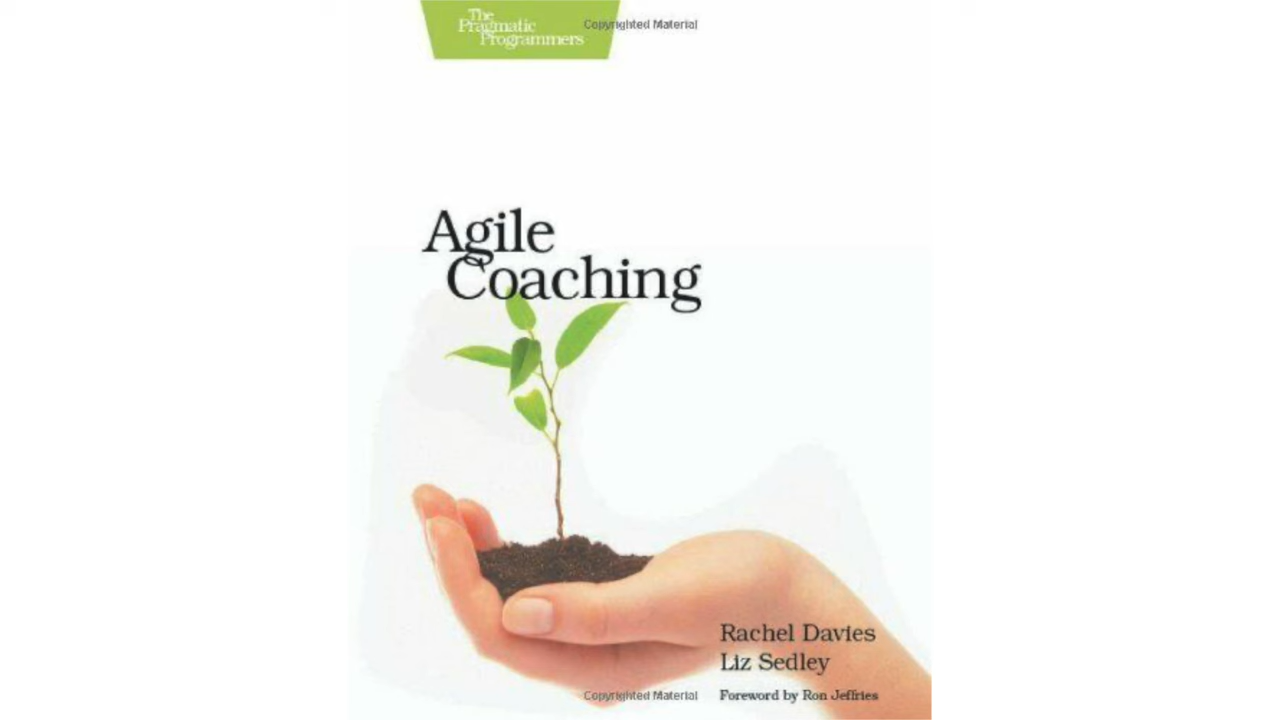 The
Pragmatic
Programmers
Copyrighted Material
Agile
Coaching
Rachel Davies
Liz Sedley
Copyrighted Material
Foreword by Ron Jeffries